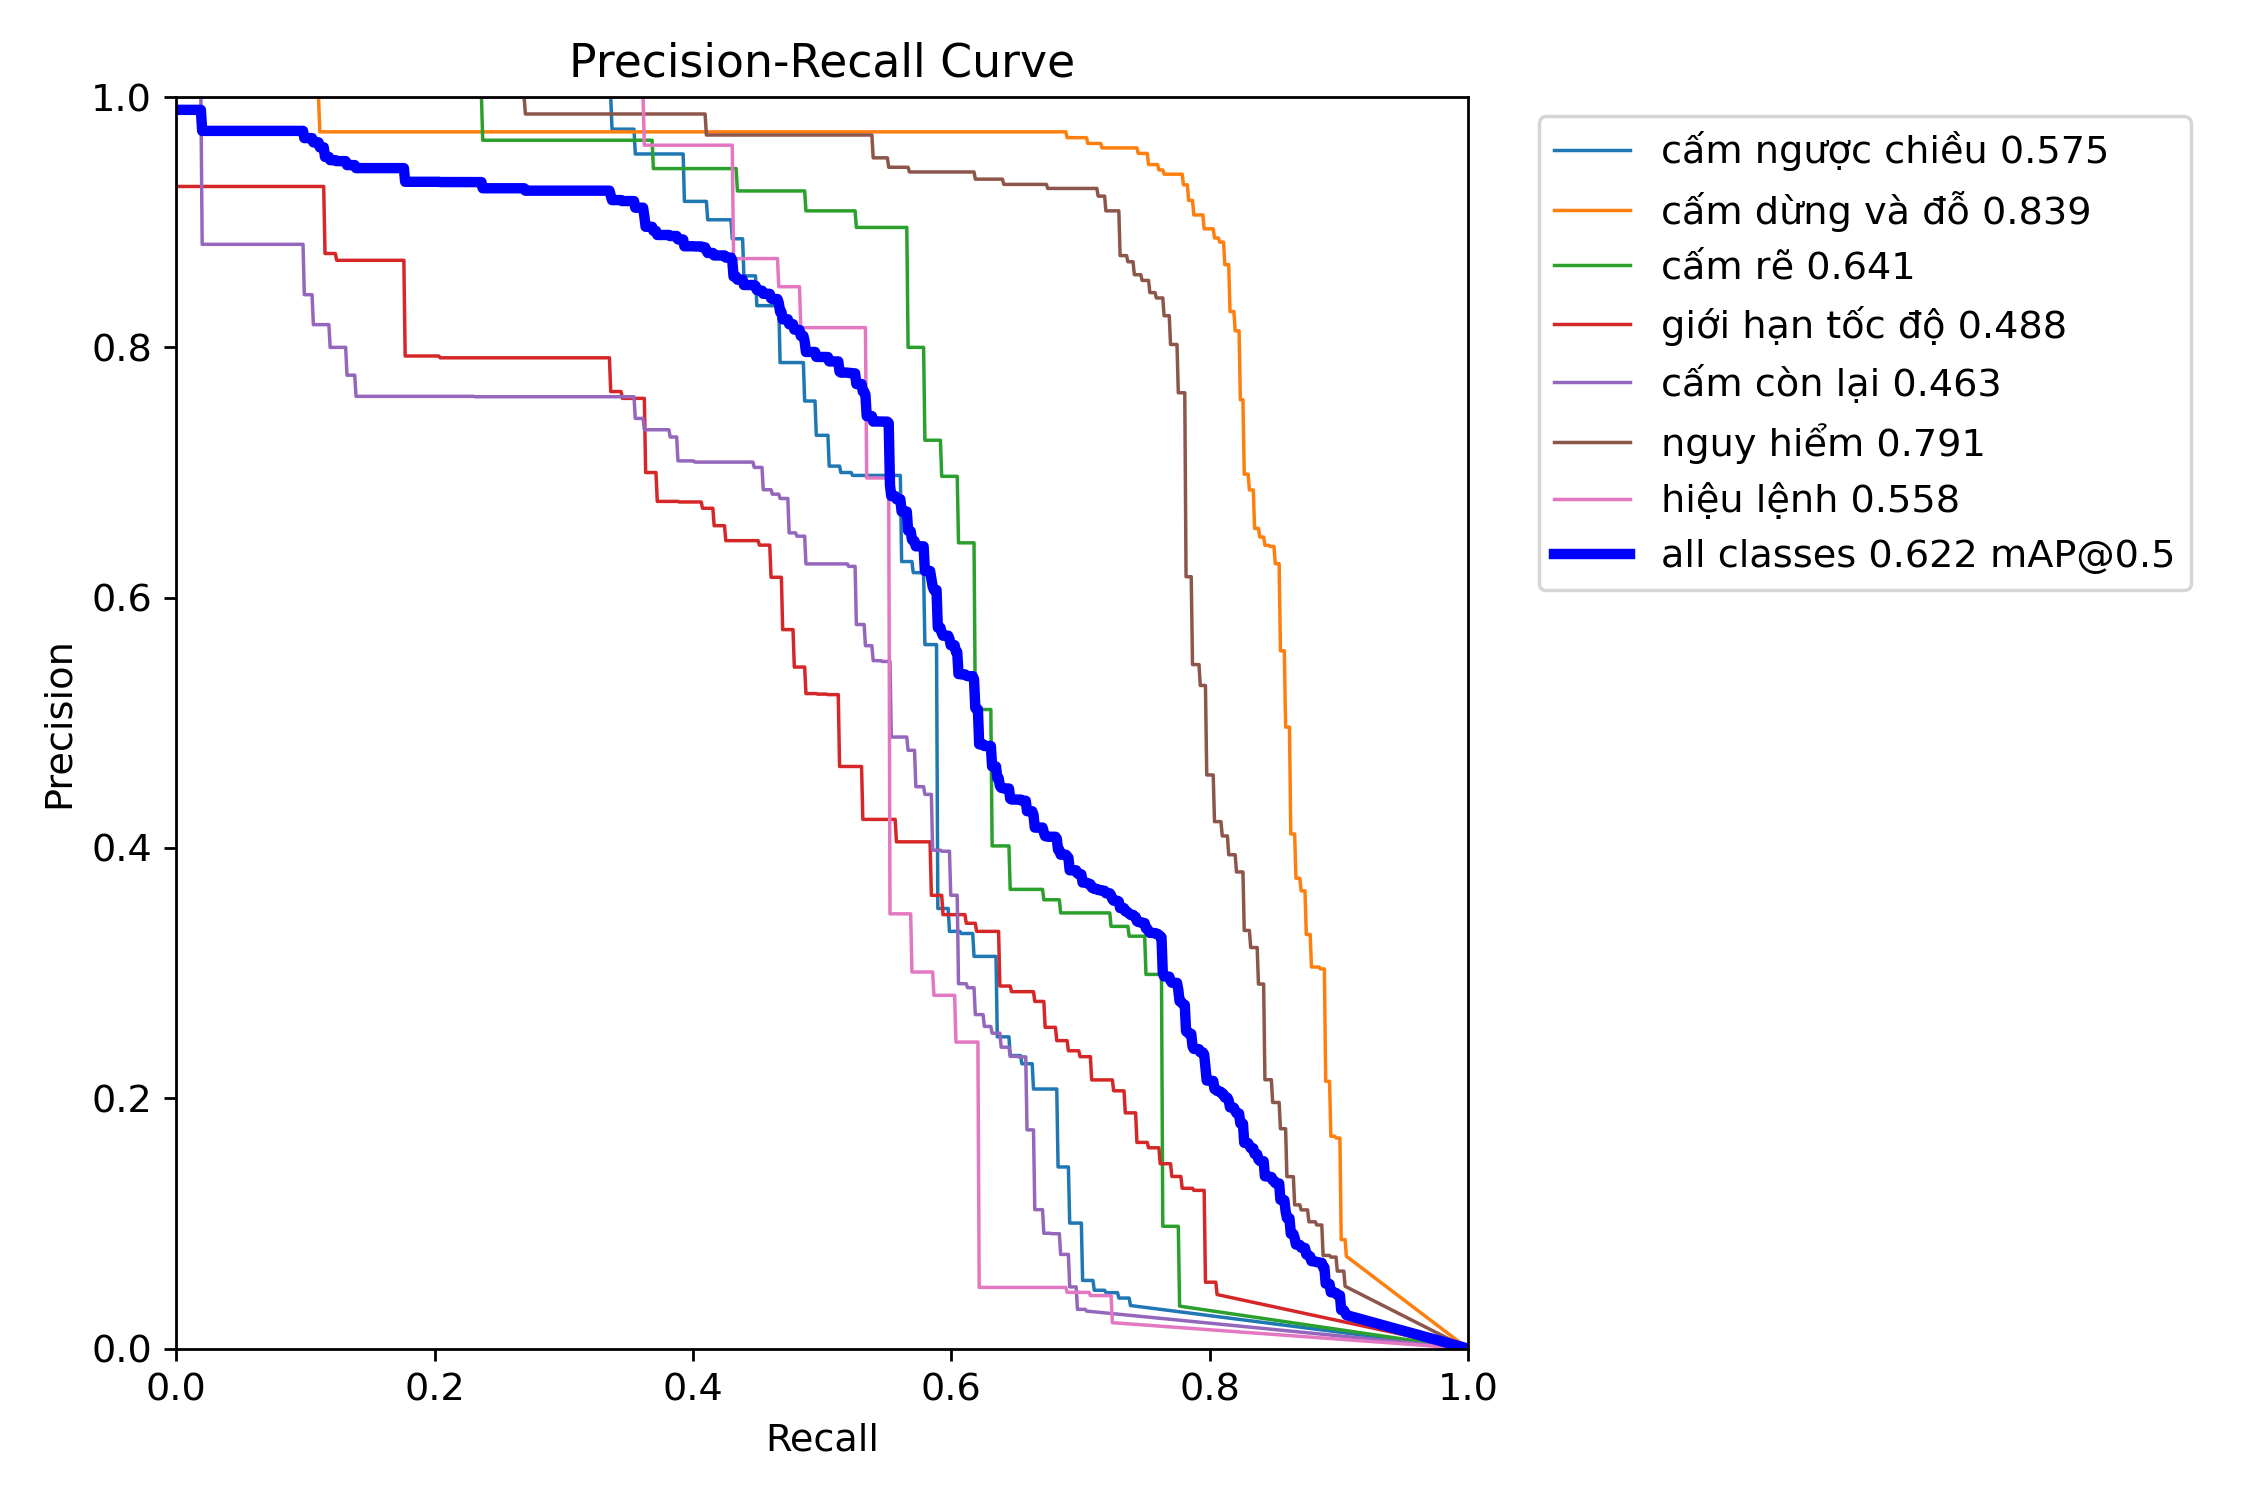 Precision-Recall Curve
1.0
0.8
0.6
0.4
0.2
0.0
Precision
0.0 0.2 0.4 0.6 0.8 1.0
Recall
cấm ngược chiều 0.575
cấm dừng và đỗ 0.839
cấm rẽ 0.641
giới hạn tốc độ 0.488
cấm còn lại 0.463
nguy hiểm 0.791
hiệu lệnh 0.558
all classes 0.622 mAP@0.5